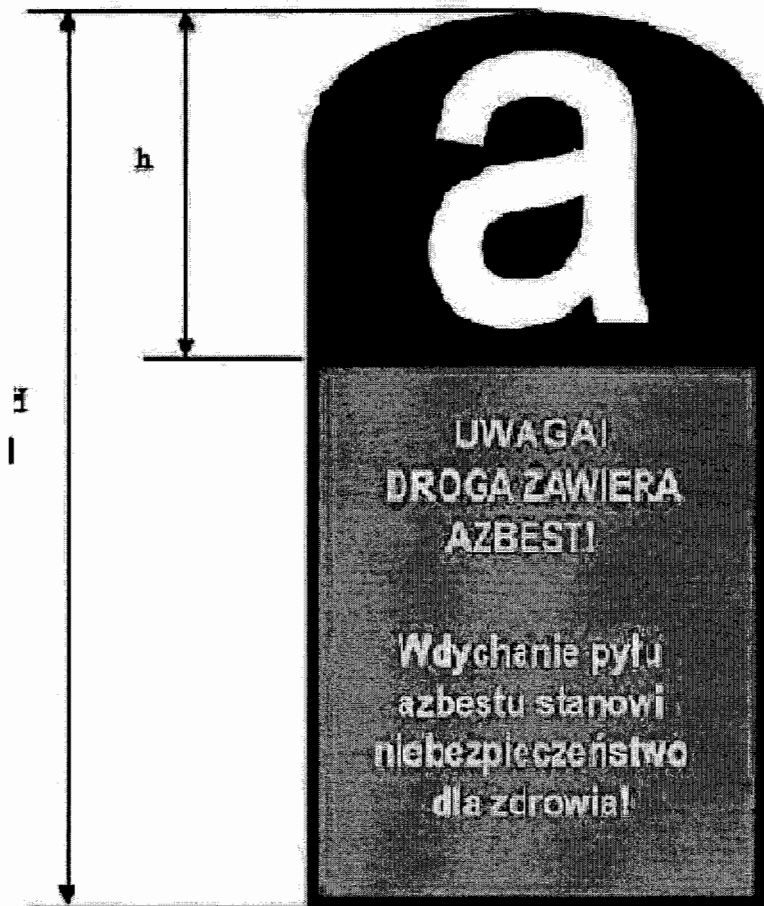 a
h
UWAGA!
DROGA ZAWIERA
AZBEST!
Wdychanie pyłu
azbestu stanowi
niebezpieczeństwo
dla zdrowia!